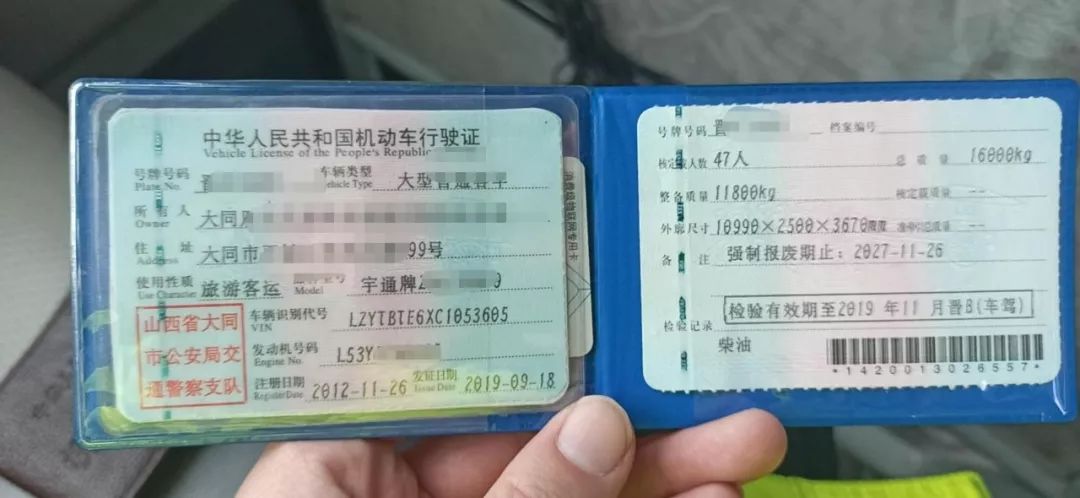 中华人民共和国机动车行驶证
Vehicle License of the People's Republic
号牌号码
Plate No.
晋
车辆类型
Vehicle Type
大型普通客车
所有人
Owner
大同
住址
Address
大同市
99号
使用性质
Use Character
旅游客运
Model
宇通牌
车辆识别代号
VIN
LZYTBTE6XC1053605
发动机号码
Engine No.
L53Y
注册日期
Register Date
2012-11-26
发证日期
Issue Date
2019-09-18
山西省大同
市公安局交
通警察支队
号牌号码
晋
档案编号
核定载人数
47人
总质量
16000kg
整备质量
11800kg
核定载质量
--
外廓尺寸
10990×2500×3670毫米
准牵引总质量
--
备注
强制报废期止：2027-11-26
检验有效期至2019 年11 月晋B(车驾)
检验记录
柴油
*1420013026557*